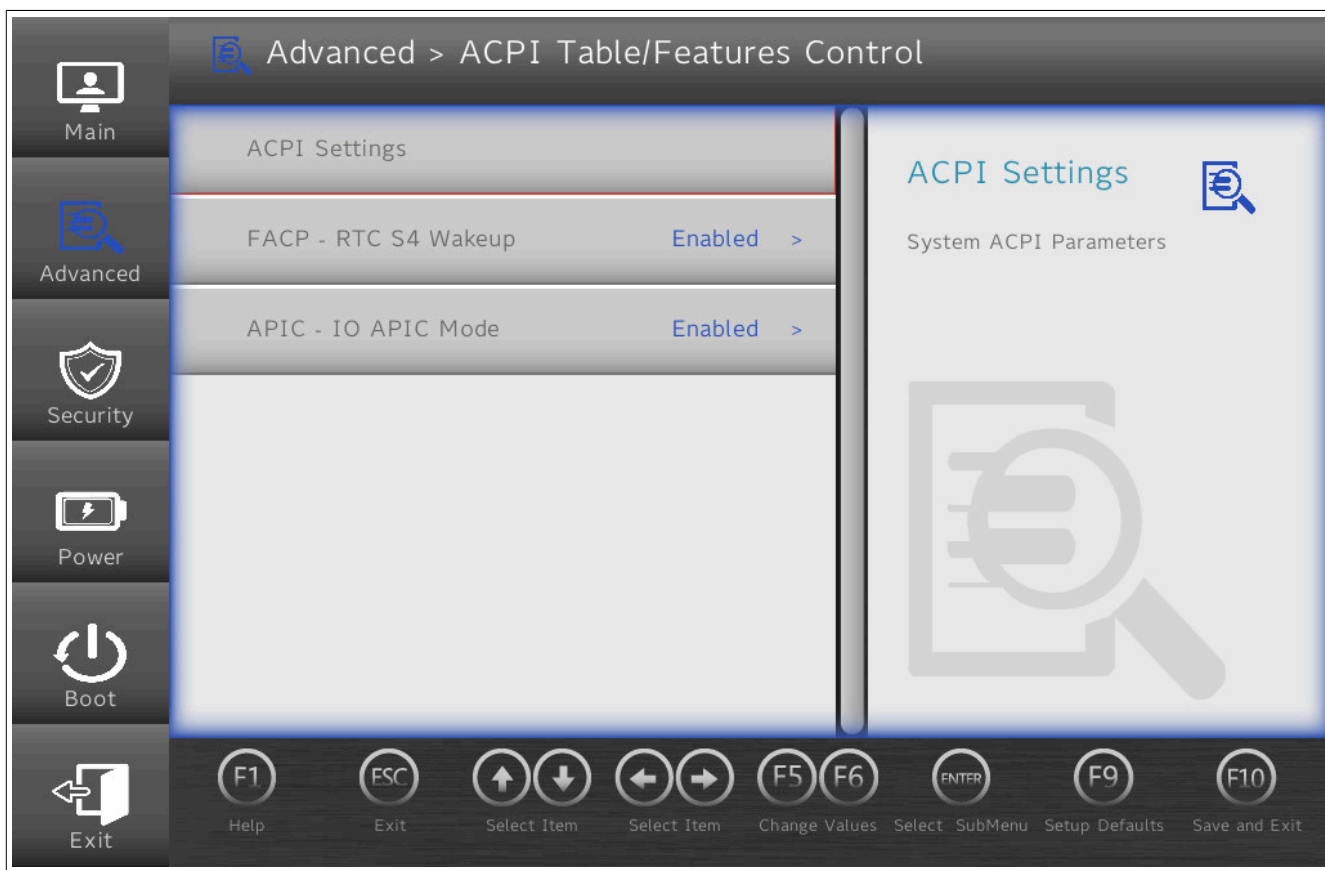 Advanced > ACPI Table/Features Control
Main
Advanced
Security
Power
Boot
Exit
ACPI Settings
FACP - RTC S4 Wakeup Enabled >
APIC - IO APIC Mode Enabled >
ACPI Settings
System ACPI Parameters
F1
Help
ESC
Exit
Select Item
Select Item
F5 F6
Change Values
ENTER
Select SubMenu
F9
Setup Defaults
F10
Save and Exit